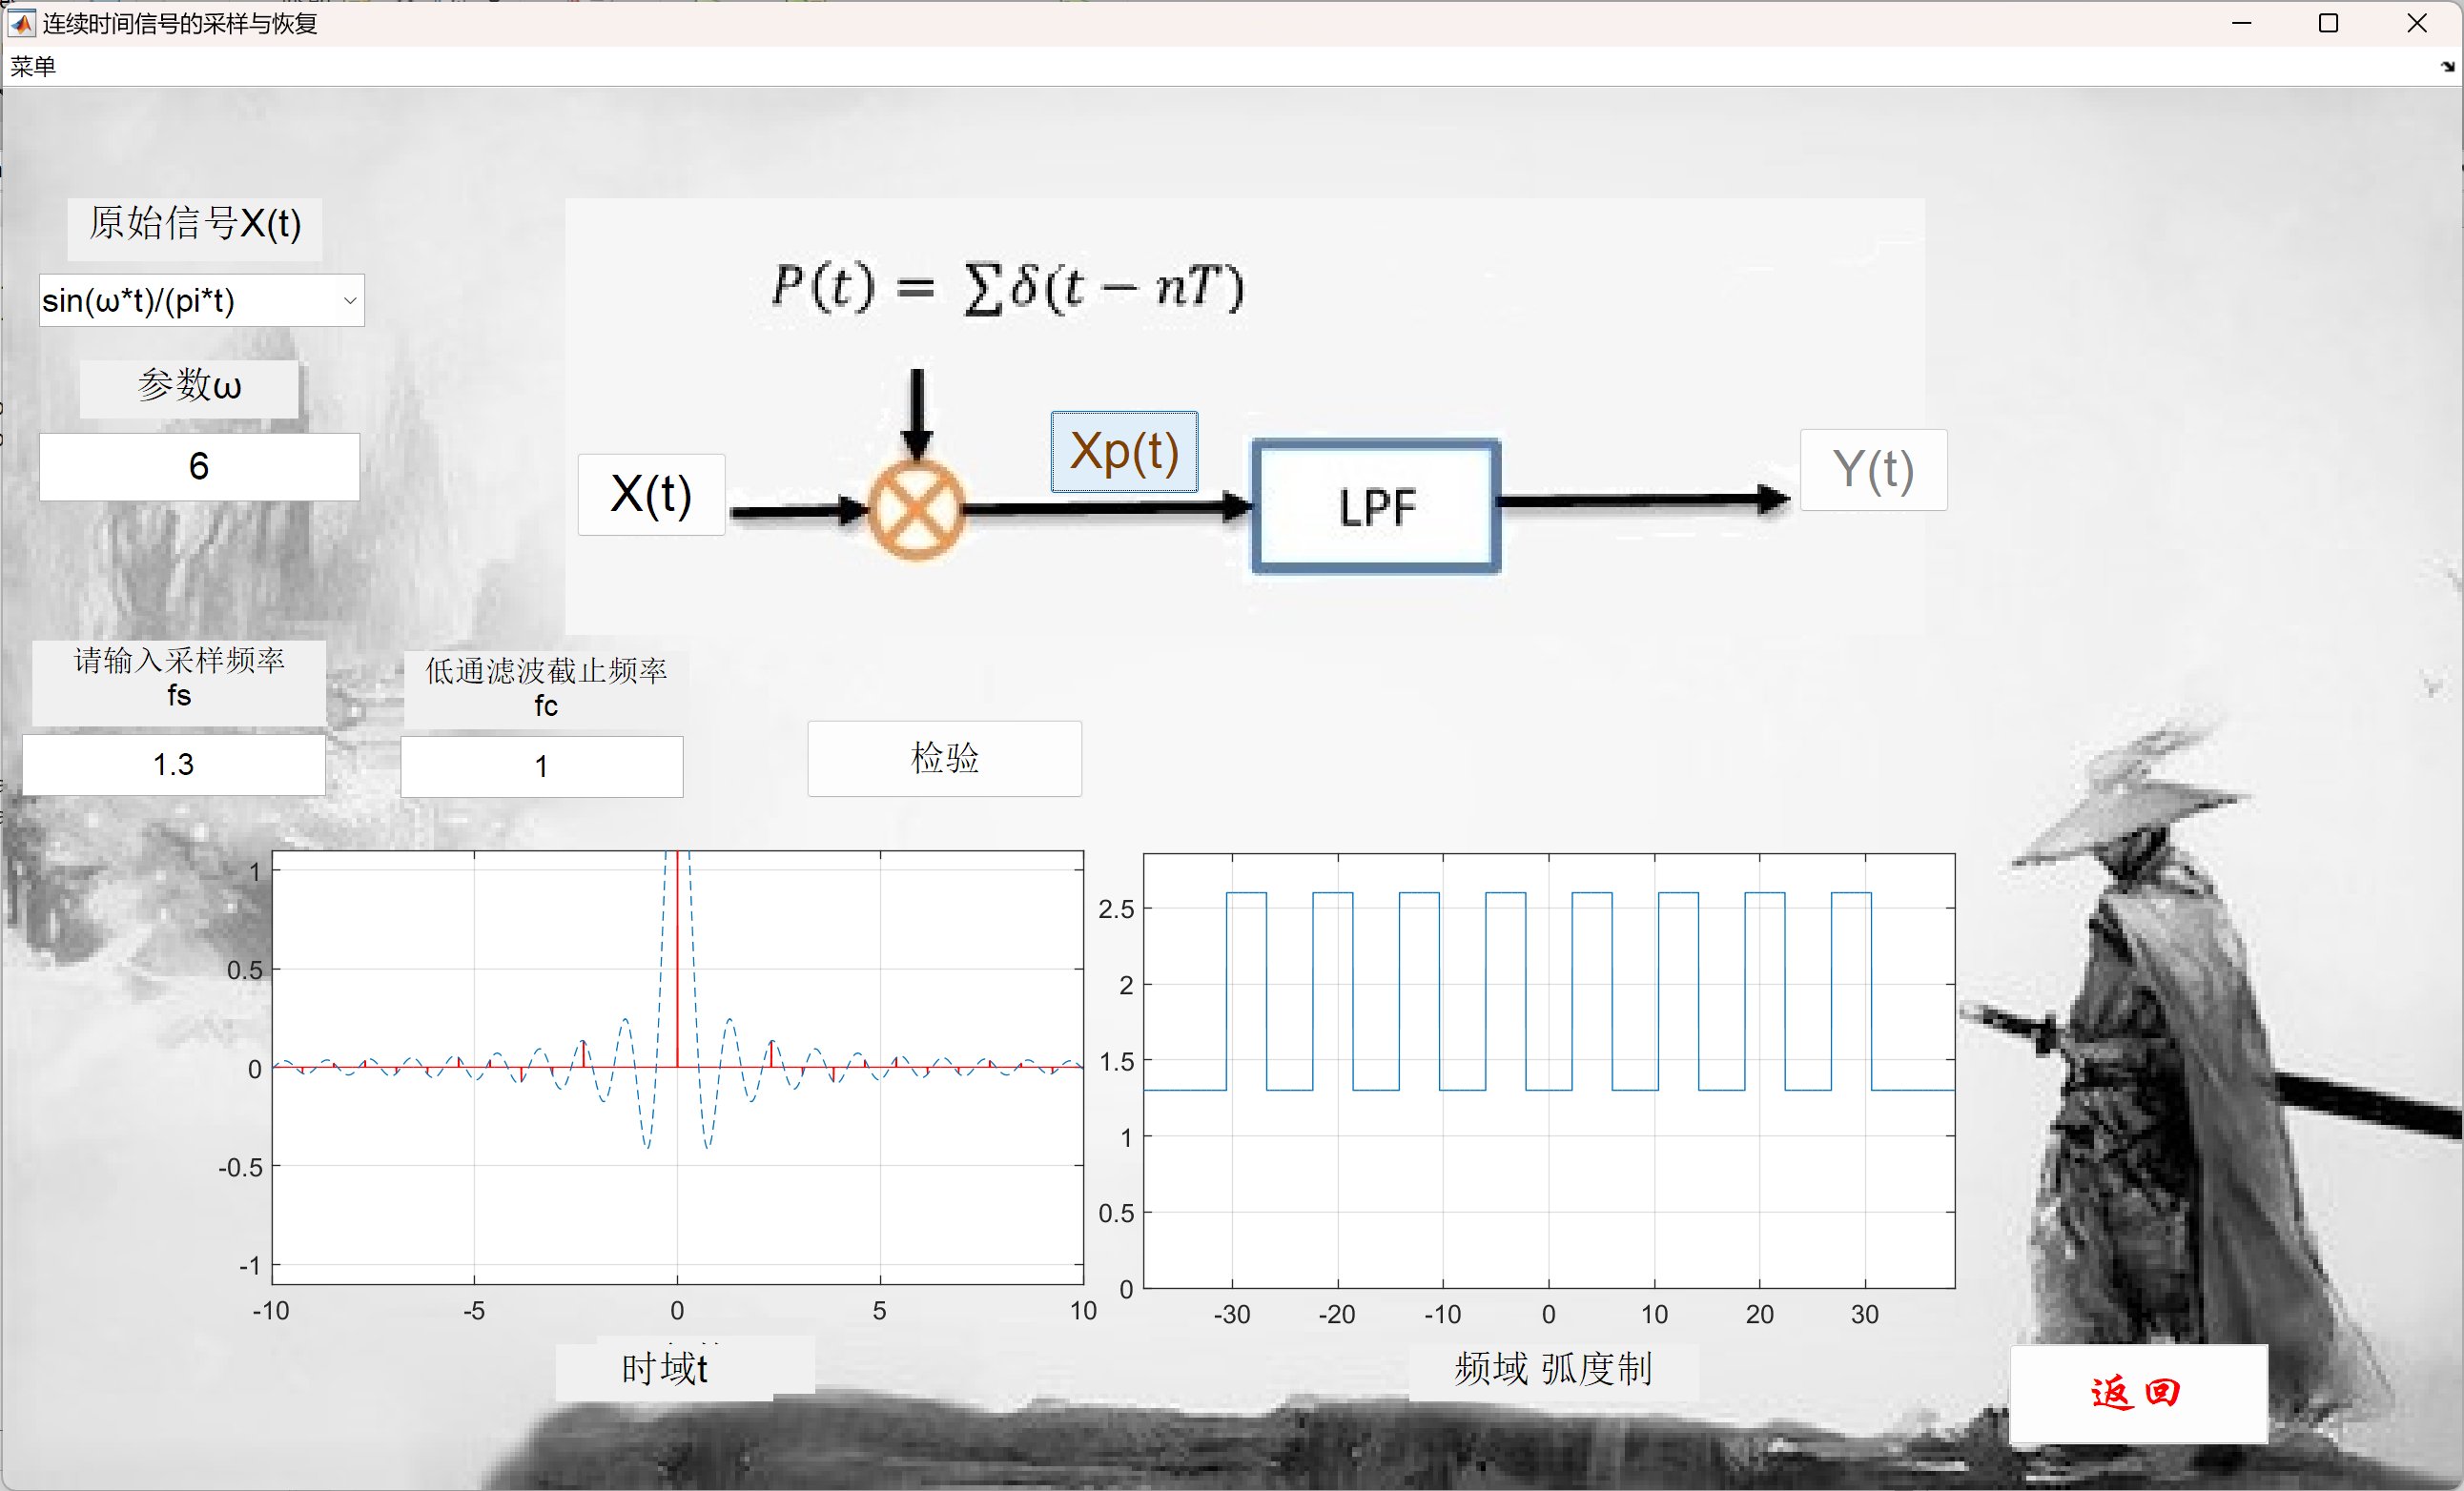 连续时间信号的采样与恢复
菜单
原始信号X(t)
sin(ω*t)/(pi*t)
参数ω
6
P(t) = ∑δ(t − nT)
X(t)
Xp(t)
LPF
Y(t)
请输入采样频率
fs
1.3
低通滤波截止频率
fc
1
检验
1
0.5
0
-0.5
-1
-10
-5
0
5
10
2.5
2
1.5
1
0.5
0
-30
-20
-10
0
10
20
30
时域t
频域 弧度制
返回